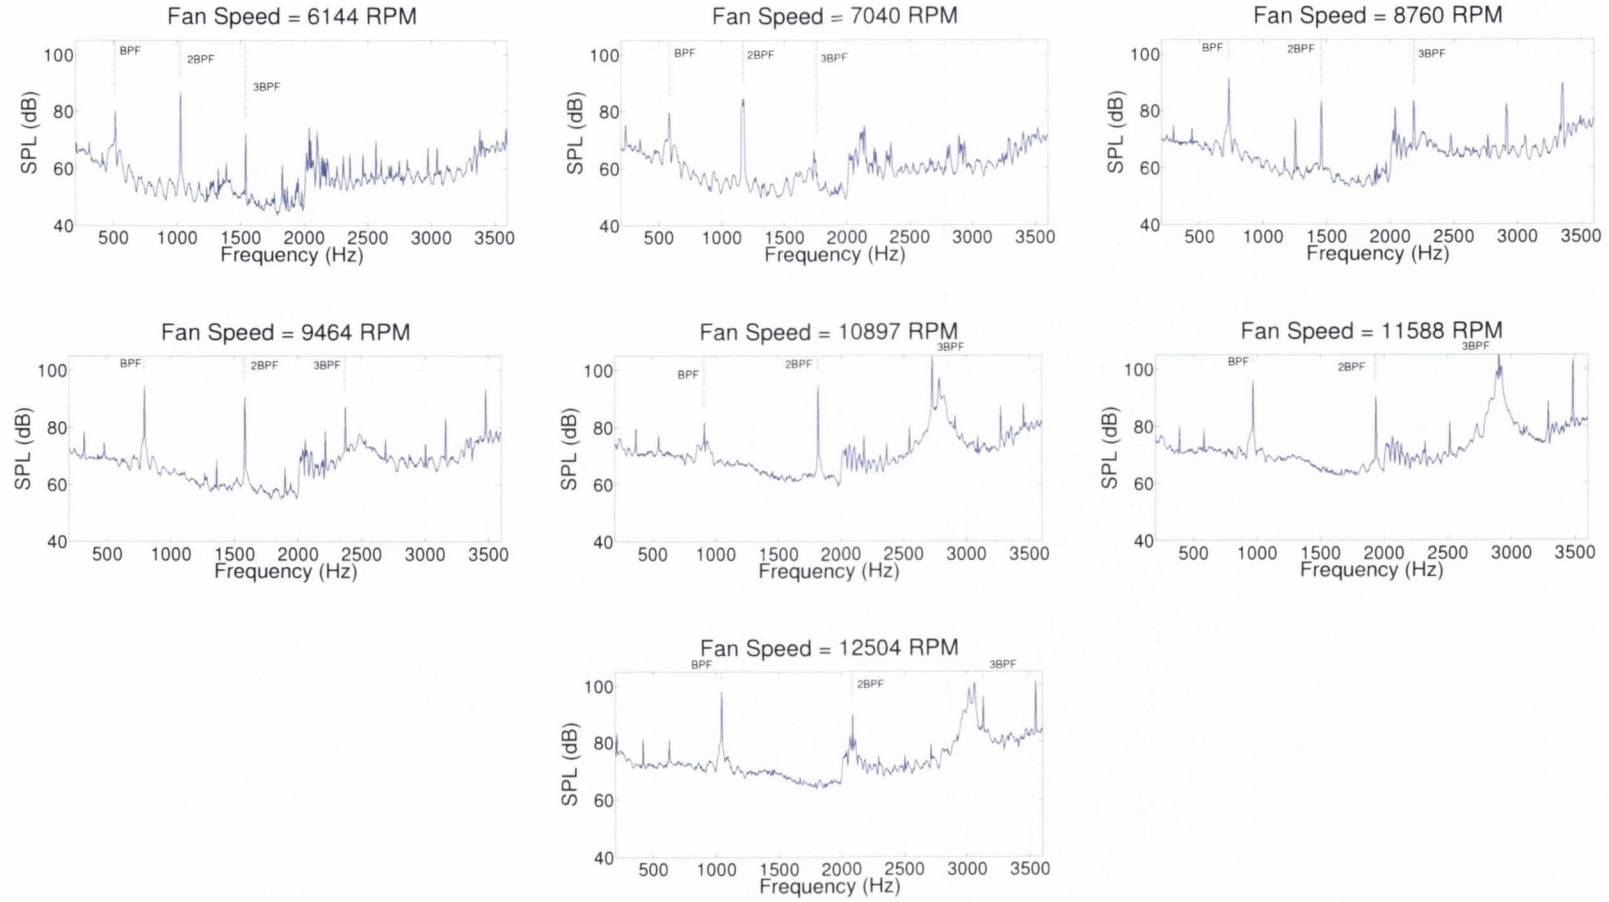 Fan Speed = 6144 RPM
BPF
2BPF
3BPF
SPL (dB)
100
80
60
40
500 1000 1500 2000 2500 3000 3500
Frequency (Hz)
Fan Speed = 7040 RPM
BPF
2BPF
3BPF
SPL (dB)
100
80
60
40
500 1000 1500 2000 2500 3000 3500
Frequency (Hz)
Fan Speed = 8760 RPM
BPF
2BPF
3BPF
SPL (dB)
100
80
60
40
500 1000 1500 2000 2500 3000 3500
Frequency (Hz)
Fan Speed = 9464 RPM
BPF
2BPF
3BPF
SPL (dB)
100
80
60
40
500 1000 1500 2000 2500 3000 3500
Frequency (Hz)
Fan Speed = 10897 RPM
3BPF
2BPF
BPF
SPL (dB)
100
80
60
40
500 1000 1500 2000 2500 3000 3500
Frequency (Hz)
Fan Speed = 11588 RPM
3BPF
BPF
2BPF
SPL (dB)
100
80
60
40
500 1000 1500 2000 2500 3000 3500
Frequency (Hz)
Fan Speed = 12504 RPM
BPF
3BPF
2BPF
SPL (dB)
100
80
60
40
500 1000 1500 2000 2500 3000 3500
Frequency (Hz)